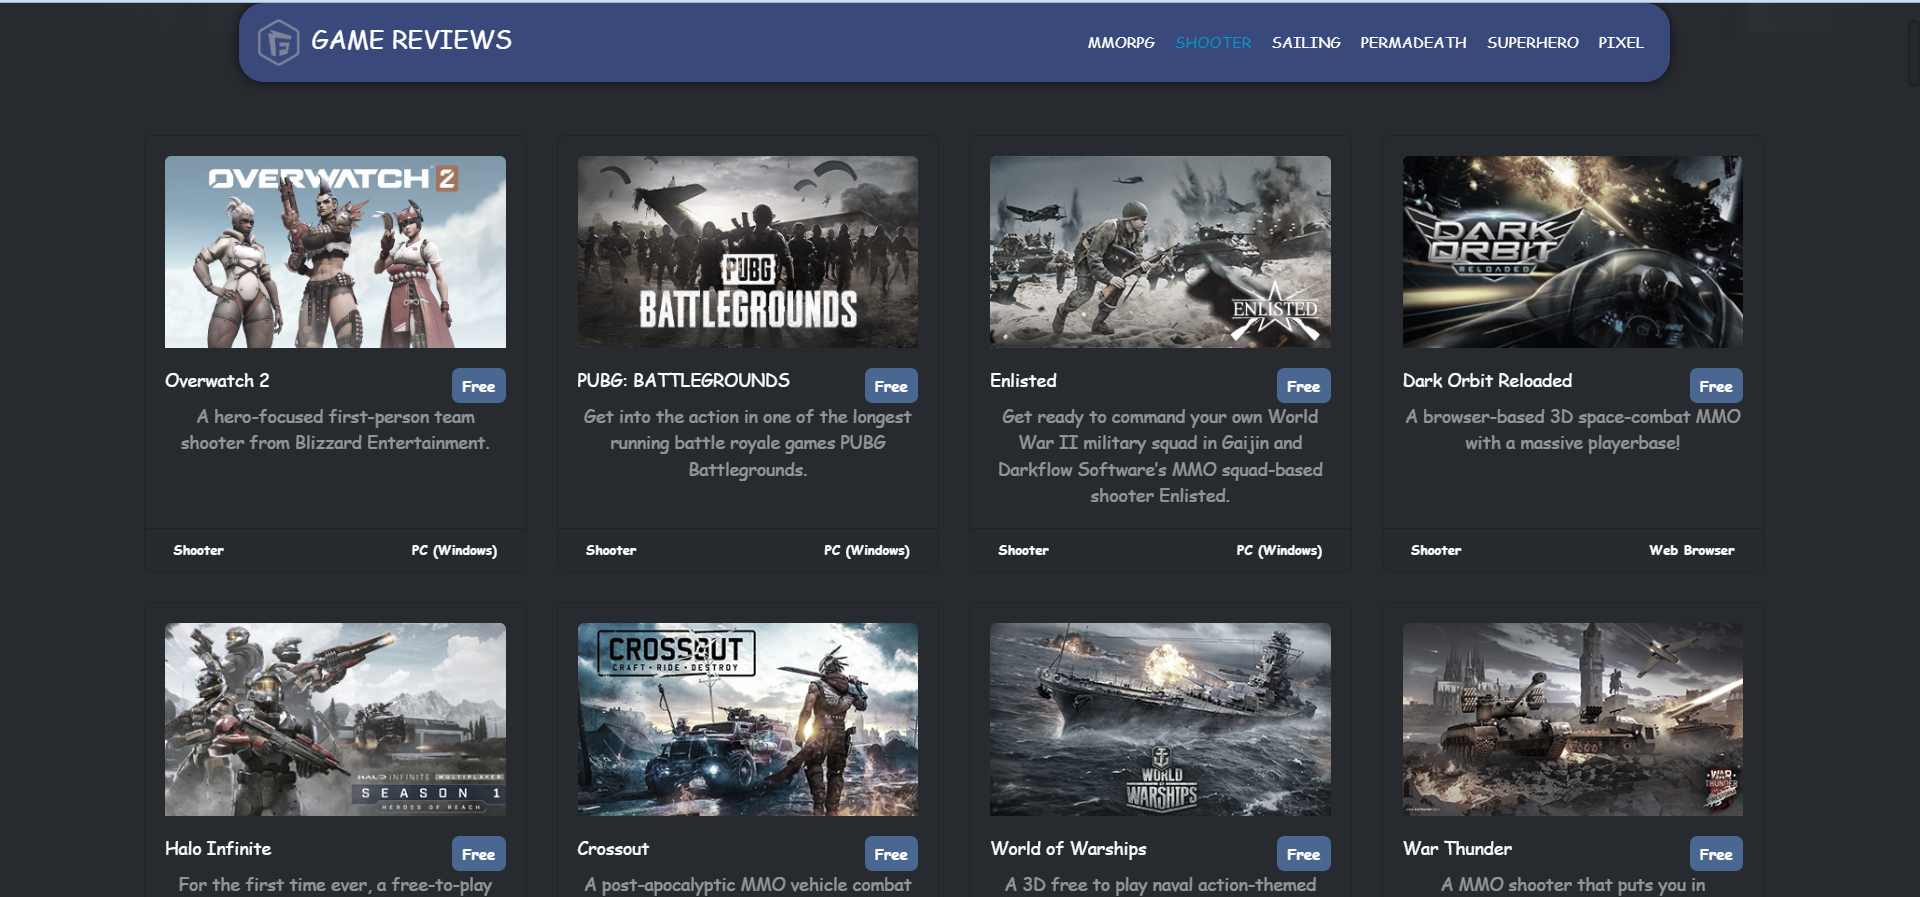 GAME REVIEWS
MMORPG SHOOTER SAILING PERMADEATH SUPERHERO PIXEL
OVERWATCH 2
Overwatch 2
Free
A hero-focused first-person team
shooter from Blizzard Entertainment.
Shooter PC (Windows)
PUBG
BATTLEGROUNDS
PUBG: BATTLEGROUNDS
Free
Get into the action in one of the longest
running battle royale games PUBG
Battlegrounds.
Shooter PC (Windows)
ENLISTED
Enlisted
Free
Get ready to command your own World
War II military squad in Gaijin and
Darkflow Software's MMO squad-based
shooter Enlisted.
Shooter PC (Windows)
DARK
ORBIT
RELOADED
Dark Orbit Reloaded
Free
A browser-based 3D space-combat MMO
with a massive playerbase!
Shooter Web Browser
HALO INFINITE MULTIPLAYER
SEASON 1
HEROES OF REACH
Halo Infinite
Free
For the first time ever, a free-to-play
CROSSOUT
CRAFT • RIDE • DESTROY
Crossout
Free
A post-apocalyptic MMO vehicle combat
WORLD
OF
WARSHIPS
World of Warships
Free
A 3D free to play naval action-themed
WAR
THUNDER
War Thunder
Free
A MMO shooter that puts you in